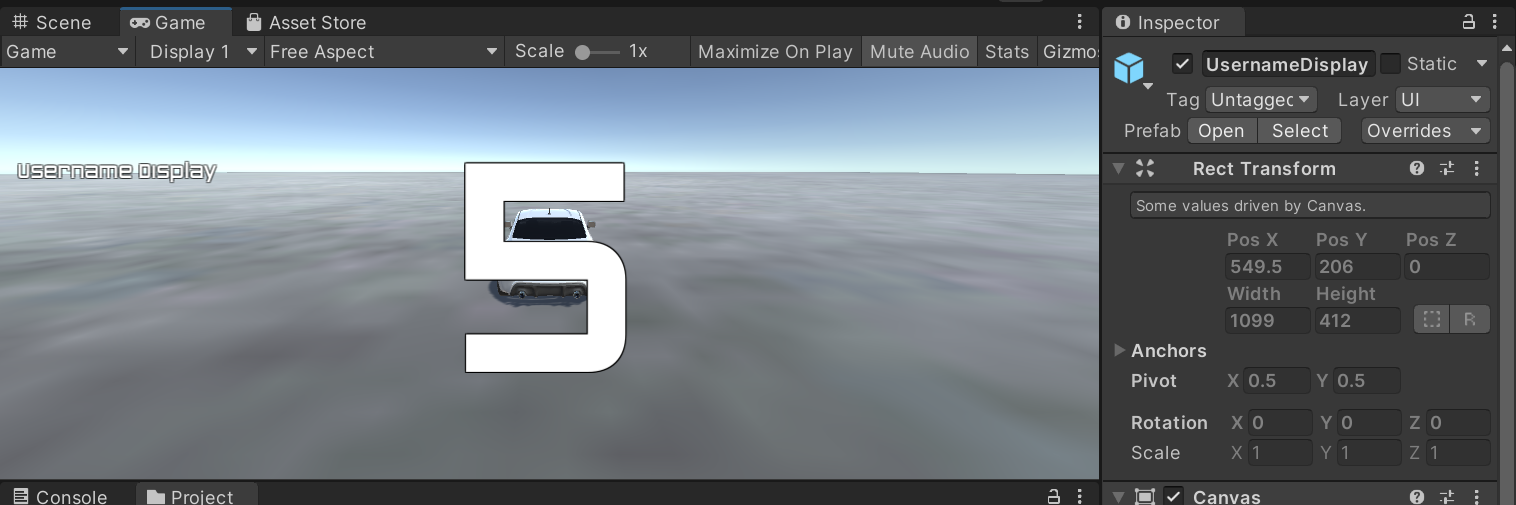 Scene Game Asset Store
Game Display 1 Free Aspect Scale 1x Maximize On Play Mute Audio Stats Gizmos
Username Display
5
Console Project
Inspector
UsernameDisplay Static
Tag Untagged Layer UI
Prefab Open Select Overrides
Rect Transform
Some values driven by Canvas.
Pos X Pos Y Pos Z
549.5 206 0
Width Height
1099 412
R
Anchors
Pivot X 0.5 Y 0.5
Rotation X 0 Y 0 Z 0
Scale X 1 Y 1 Z 1
Canvas